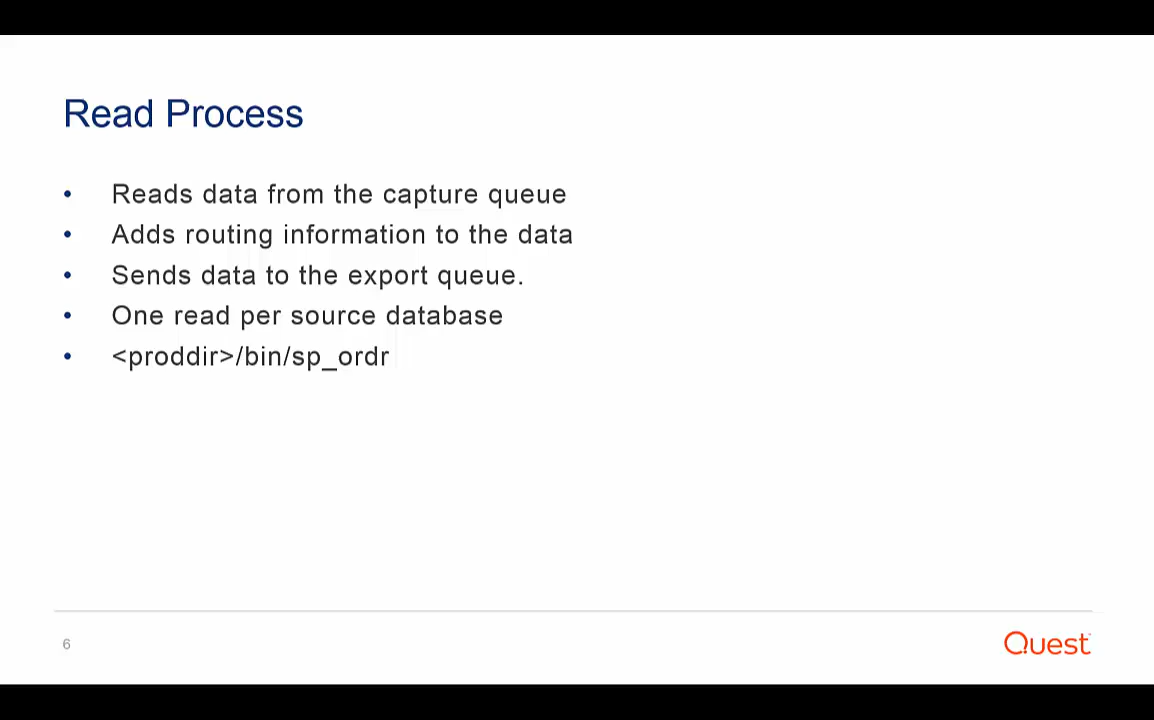 Read Process
• Reads data from the capture queue
• Adds routing information to the data
• Sends data to the export queue.
• One read per source database
• <proddir>/bin/sp_ordr
6
Quest